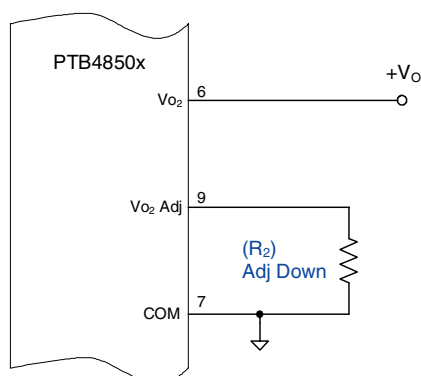 PTB4850x
+VO
Vo2
6
Vo2 Adj
9
(R2)
Adj Down
COM
7